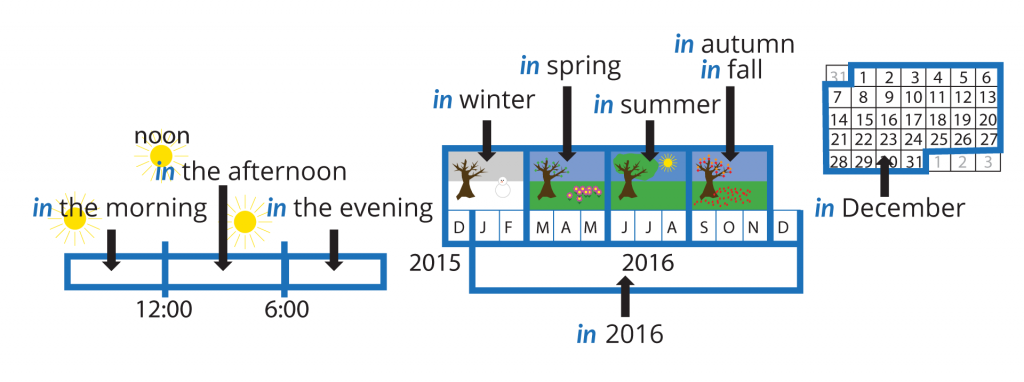 noon
in the afternoon
in the morning
in the evening
12:00
6:00
in winter
in spring
in summer
in autumn
in fall
D J F M A M J J A S O N D
2015
2016
in 2016
31 1 2 3 4 5 6
7 8 9 10 11 12 13
14 15 16 17 18 19 20
21 22 23 24 25 26 27
28 29 30 31 1 2 3
in December